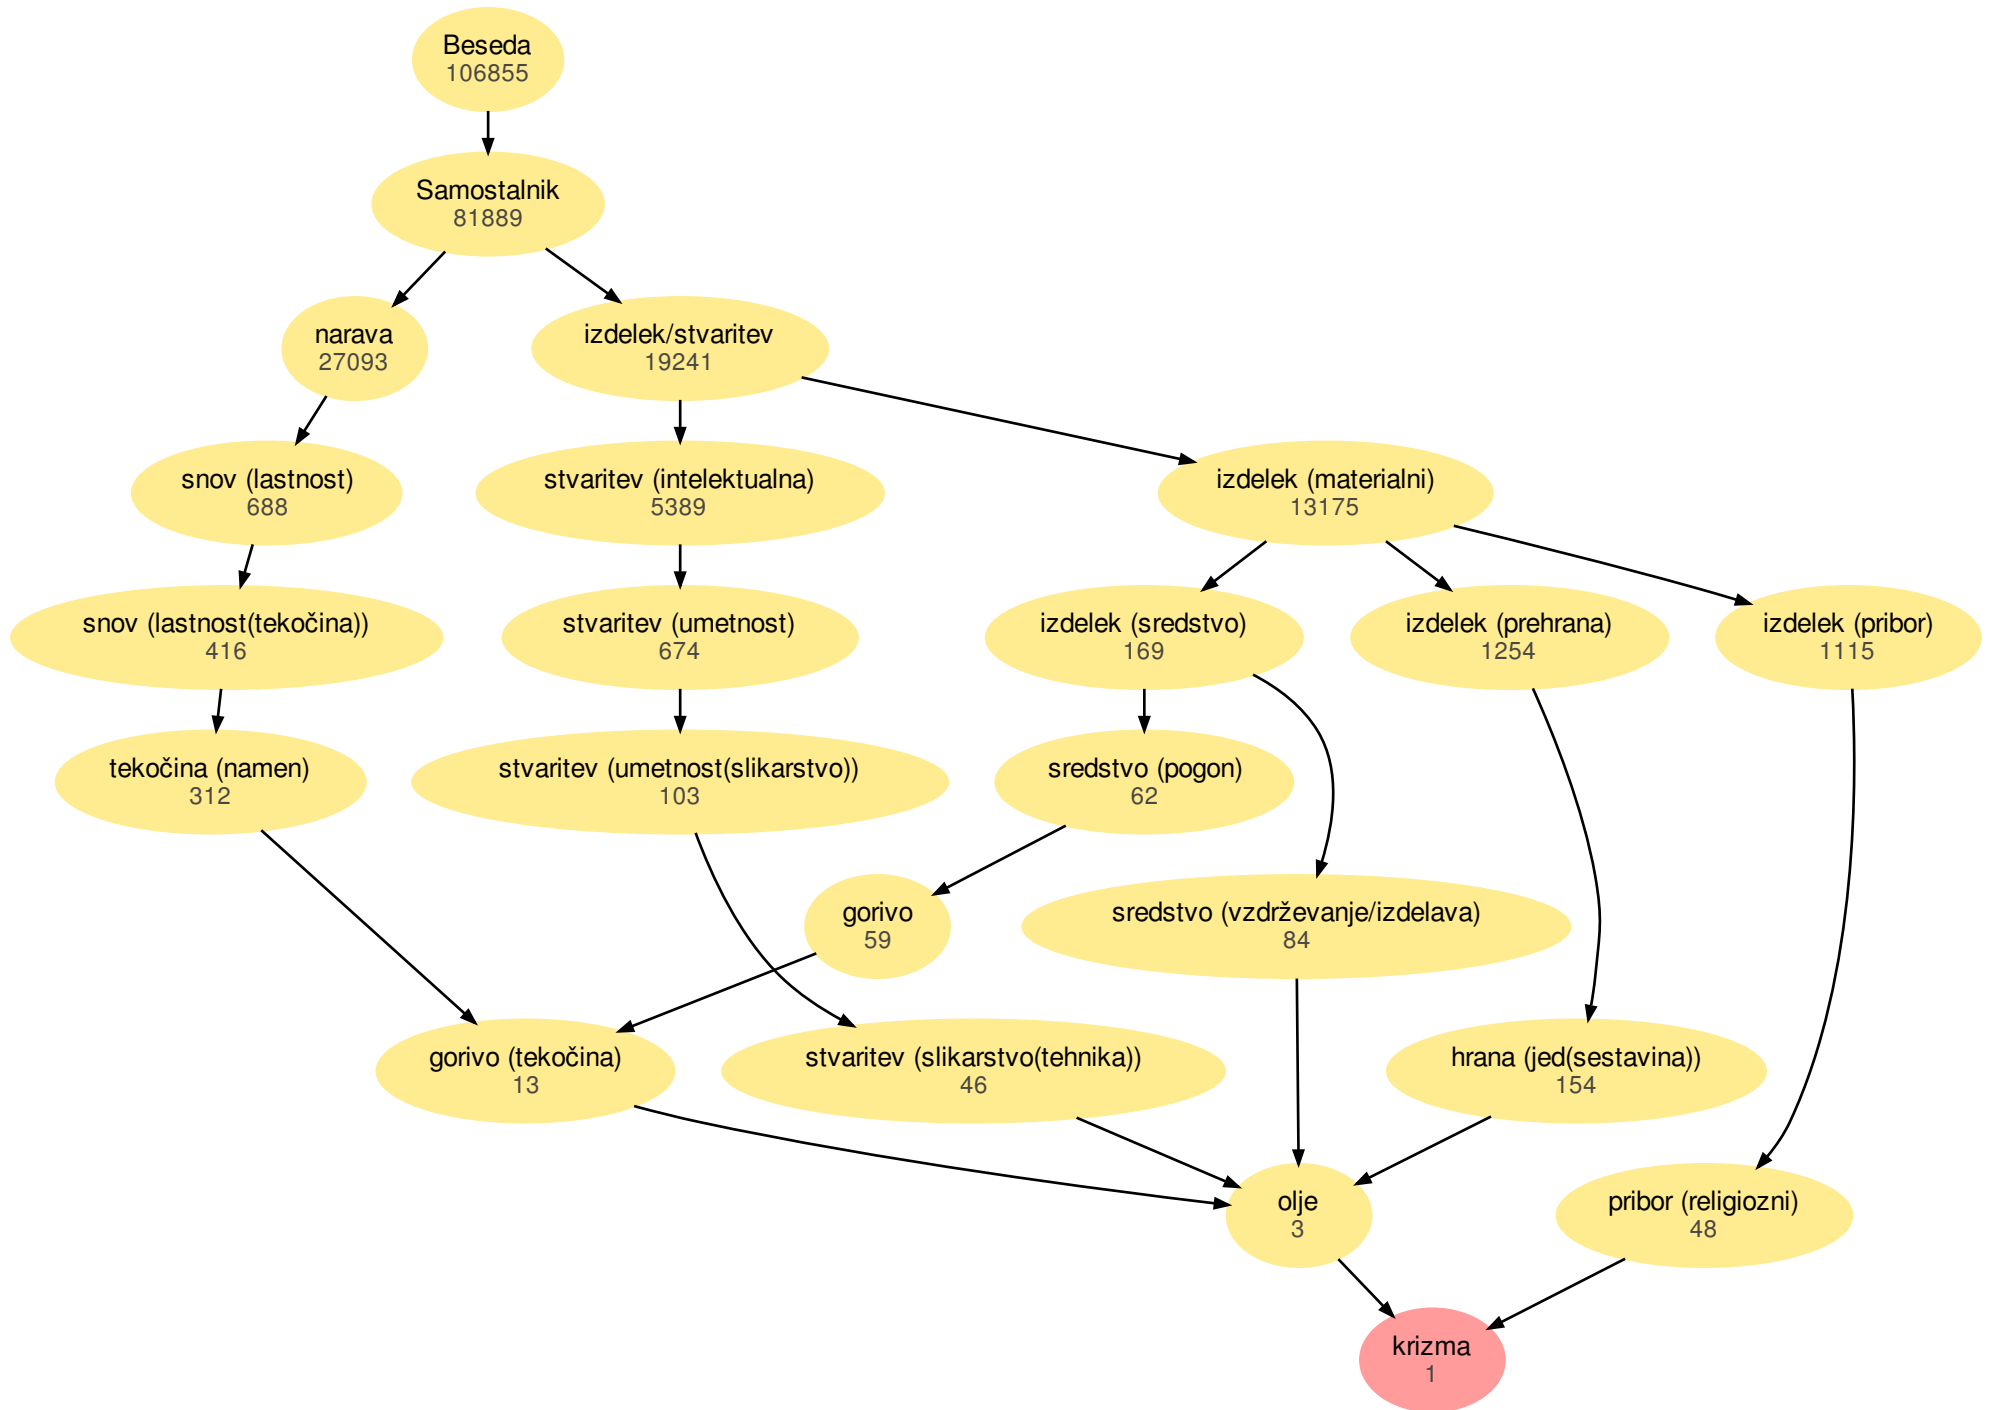 Beseda
106855
Samostalnik
81889
narava
27093
izdelek/stvaritev
19241
snov (lastnost)
688
stvaritev (intelektualna)
5389
izdelek (materialni)
13175
snov (lastnost(tekočina))
416
stvaritev (umetnost)
674
izdelek (sredstvo)
169
izdelek (prehrana)
1254
izdelek (pribor)
1115
tekočina (namen)
312
stvaritev (umetnost(slikarstvo))
103
sredstvo (pogon)
62
gorivo
59
sredstvo (vzdrževanje/izdelava)
84
gorivo (tekočina)
13
stvaritev (slikarstvo(tehnika))
46
hrana (jed(sestavina))
154
olje
3
pribor (religiozni)
48
krizma
1